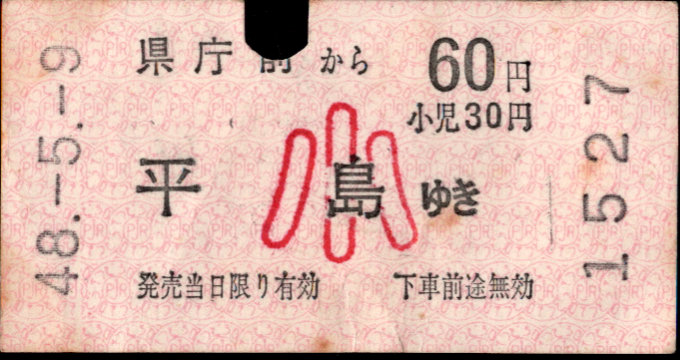 48.-5.-9
県庁前から 60円
小児30円
小
平島ゆき
発売当日限り有効 下車前途無効
1527